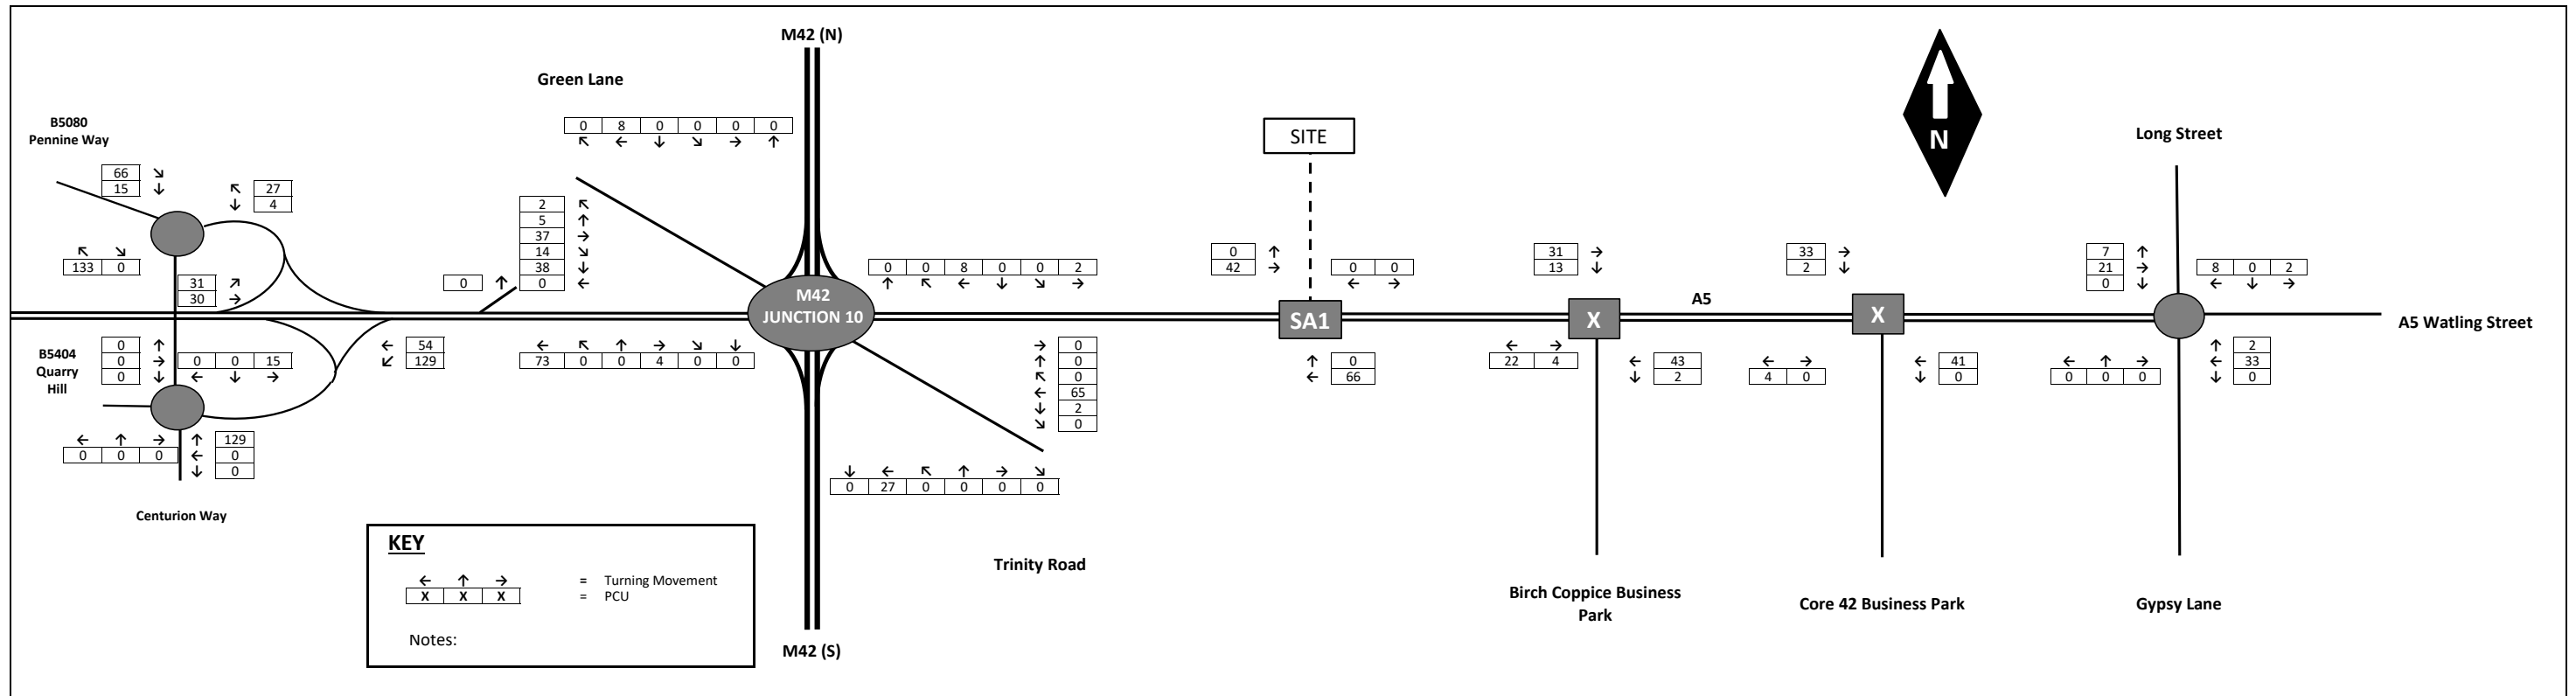 M42 (N)
Green Lane
B5080
Pennine Way
N
Long Street
SITE
0 8 0 0 0 0
↖ ← ↓ ↘ → ↑
66 ↘
15 ↓
↖ 27
↓ 4
2 ↖
5 ↑
37 →
14 ↘
38 ↓
0 ←
↖ ↘
133 0
31 ↗
30 →
0 ↑
M42
JUNCTION 10
0 0 8 0 0 2
↑ ↖ ← ↓ ↘ →
0 ↑
42 →
0 0
← →
31 →
13 ↓
33 →
2 ↓
7 ↑
21 →
0 ↓
8 0 2
← ↓ →
SA1
X
A5
X
A5 Watling Street
B5404
Quarry
Hill
0 ↑
0 →
0 ↓
0 0 15
← ↓ →
← 54
↙ 129
← ↖ ↑ → ↘ ↓
73 0 0 4 0 0
→ 0
↑ 0
↖ 0
← 65
↓ 2
↘ 0
↑ 0
← 66
← →
22 4
← 43
↓ 2
← →
4 0
← 41
↓ 0
← ↑ →
0 0 0
↑ 2
← 33
↓ 0
← ↑ →
0 0 0
↑ 129
← 0
↓ 0
↓ ← ↖ ↑ → ↘
0 27 0 0 0 0
Centurion Way
KEY
← ↑ → = Turning Movement
X X X = PCU
Notes:
Trinity Road
M42 (S)
Birch Coppice Business
Park
Core 42 Business Park
Gypsy Lane